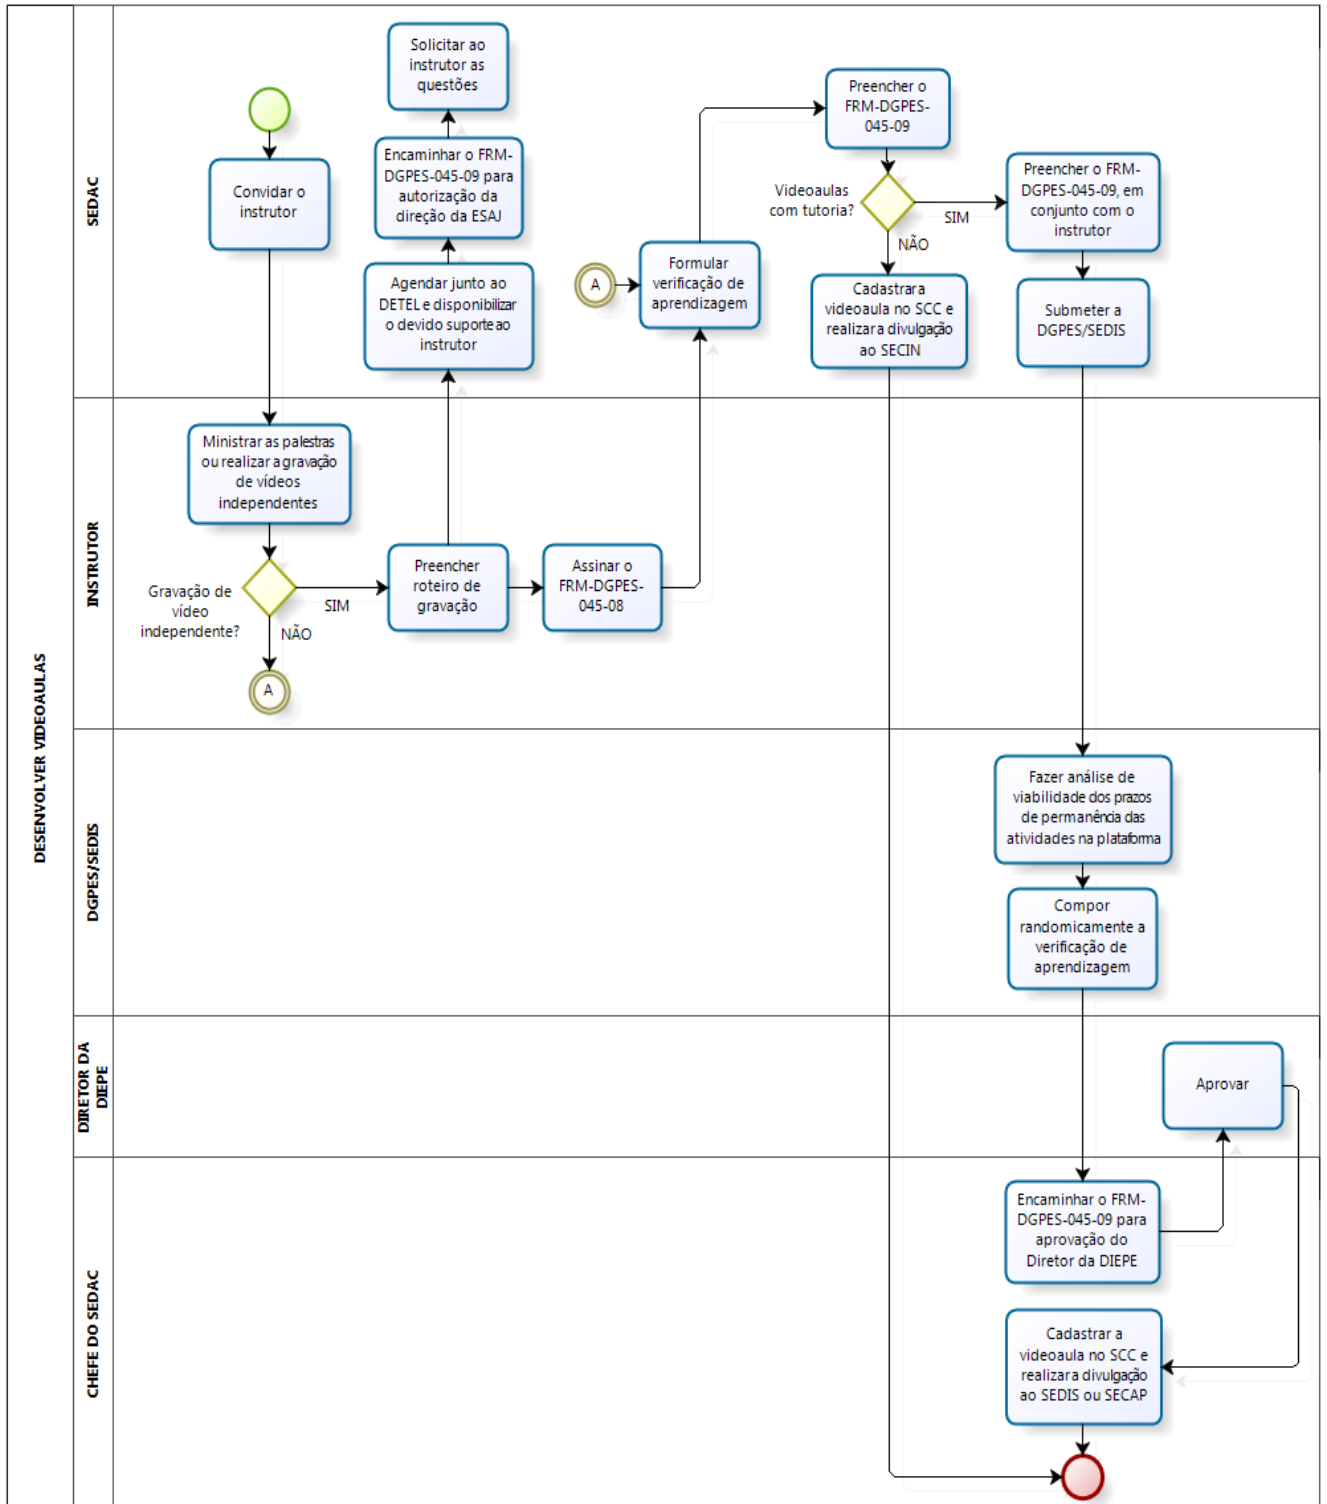 DESENVOLVER VIDEOAULAS
SEDAC
Convidar o
instrutor
Solicitar ao
instrutor as
questões
Encaminhar o FRM-
DGPES-045-09 para
autorização da
direção da ESAJ
Agendar junto ao
DETEL e disponibilizar
o devido suporte ao
instrutor
A
Formular
verificação de
aprendizagem
Preencher o
FRM-DGPES-
045-09
Videoaulas
com tutoria?
SIM
NÃO
Preencher o FRM-
DGPES-045-09, em
conjunto com o
instrutor
Cadastrara
videoaula no SCC e
realizar a divulgação
ao SECIN
Submeter a
DGPES/SEDIS
INSTRUTOR
Ministrar as palestras
ou realizar a gravação
de vídeos
independentes
Gravação de
vídeo
independente?
SIM
NÃO
A
Preencher
roteiro de
gravação
Assinar o
FRM-DGPES-
045-08
DGPES/SEDIS
Fazer análise de
viabilidade dos prazos
de permanência das
atividades na plataforma
Compor
randomicamente a
verificação de
aprendizagem
DIRETOR DA
DIEPE
Aprovar
CHEFE DO SEDAC
Encaminhar o FRM-
DGPES-045-09 para
aprovação do
Diretor da DIEPE
Cadastrar a
videoaula no SCC e
realizar a divulgação
ao SEDIS ou SECAP